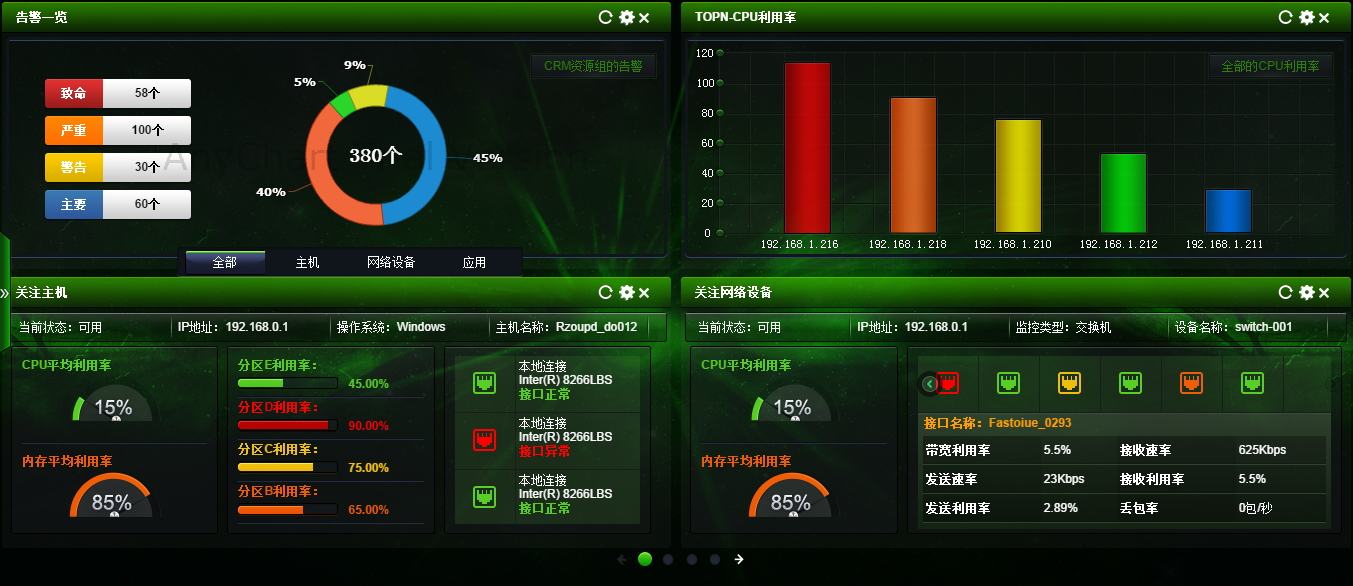 告警一览
CRM资源组的告警
致命 58个
严重 100个
警告 30个
主要 60个
9%
5%
380个
45%
40%
全部 主机 网络设备 应用
TOPN-CPU利用率
全部的CPU利用率
120
100
80
60
40
20
0
192.168.1.216 192.168.1.218 192.168.1.210 192.168.1.212 192.168.1.211
关注主机
当前状态：可用 IP地址：192.168.0.1 操作系统：Windows 主机名称：Rzoupd_do012
CPU平均利用率
15%
内存平均利用率
85%
分区E利用率：
45.00%
分区D利用率：
90.00%
分区C利用率：
75.00%
分区B利用率：
65.00%
本地连接
Inter(R) 8266LBS
接口正常
本地连接
Inter(R) 8266LBS
接口异常
本地连接
Inter(R) 8266LBS
接口正常
关注网络设备
当前状态：可用 IP地址：192.168.0.1 监控类型：交换机 设备名称：switch-001
CPU平均利用率
15%
内存平均利用率
85%
接口名称：Fastoiue_0293
带宽利用率 5.5% 接收速率 625Kbps
发送速率 23Kbps 接收利用率 5.5%
发送利用率 2.89% 丢包率 0包/秒